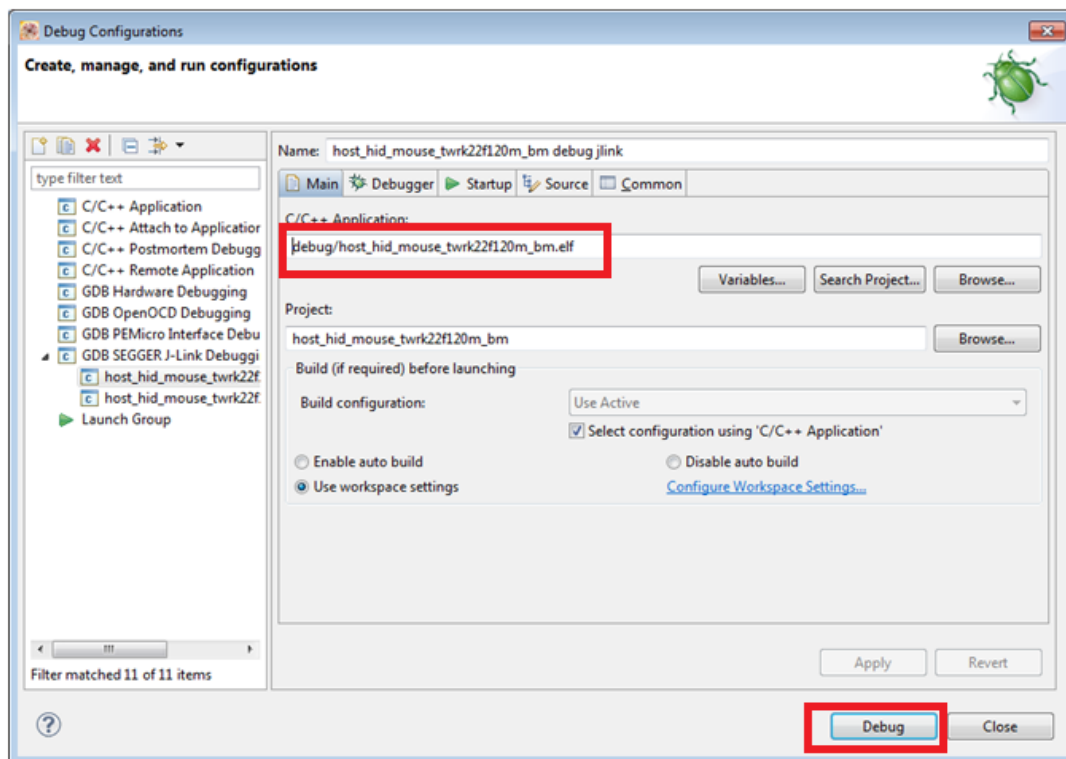 Debug Configurations
Create, manage, and run configurations
type filter text
C/C++ Application
C/C++ Attach to Application
C/C++ Postmortem Debugg
C/C++ Remote Application
GDB Hardware Debugging
GDB OpenOCD Debugging
GDB PEMicro Interface Debu
GDB SEGGER J-Link Debuggi
host_hid_mouse_twrk22f.
host_hid_mouse_twrk22f.
Launch Group
Filter matched 11 of 11 items
Name: host_hid_mouse_twrk22f120m_bm debug jlink
Main Debugger Startup Source Common
C/C++ Application:
debug/host_hid_mouse_twrk22f120m_bm.elf
Variables... Search Project... Browse...
Project:
host_hid_mouse_twrk22f120m_bm
Browse...
Build (if required) before launching
Build configuration: Use Active
Select configuration using 'C/C++ Application'
Enable auto build Disable auto build
Use workspace settings Configure Workspace Settings...
Apply Revert
? Debug Close